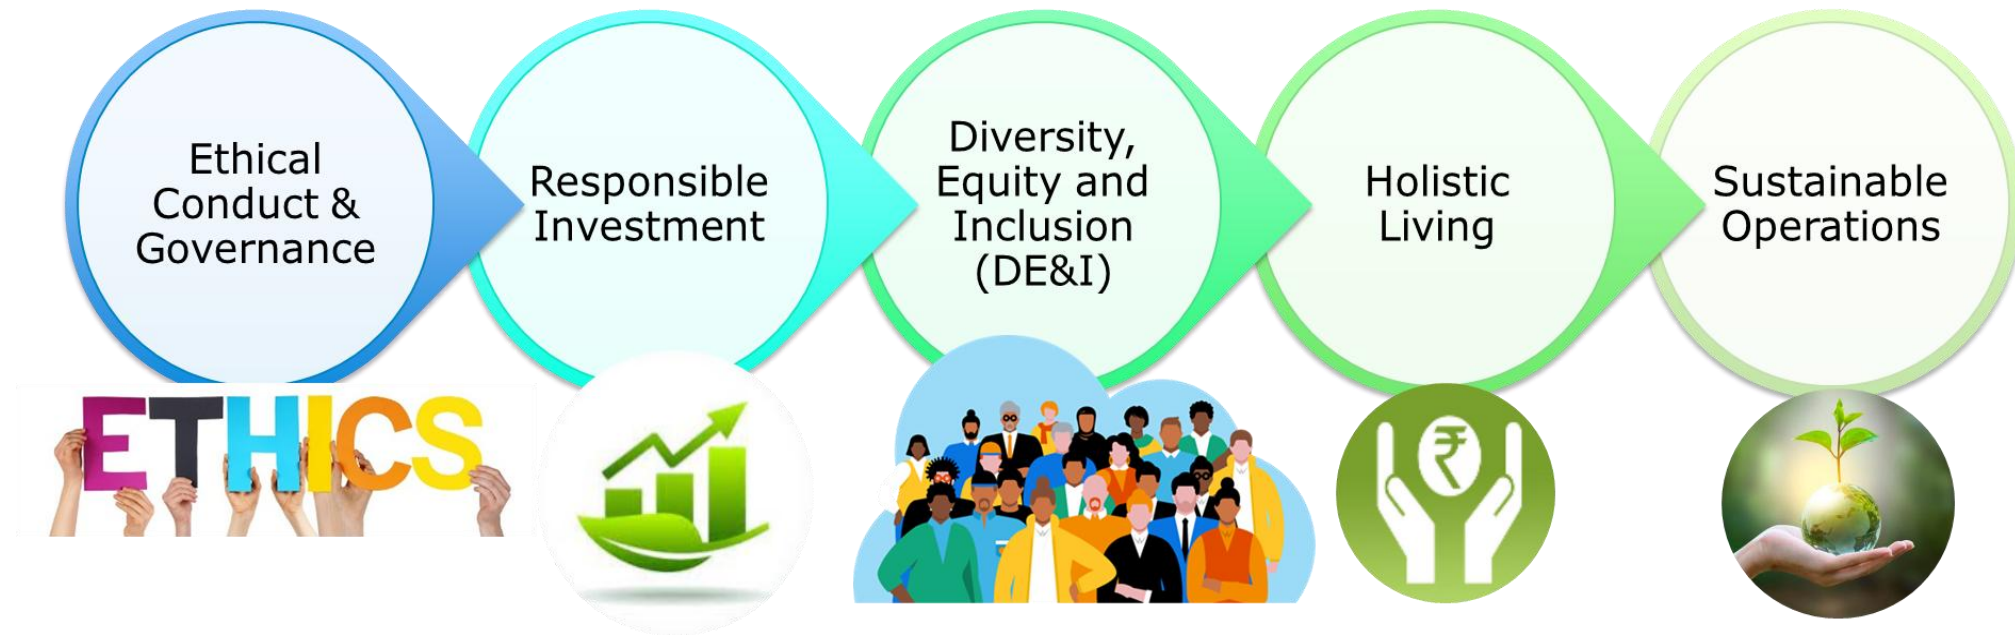 Ethical
Conduct &
Governance
Responsible
Investment
Diversity,
Equity and
Inclusion
(DE&I)
Holistic
Living
Sustainable
Operations
ETHICS
₹